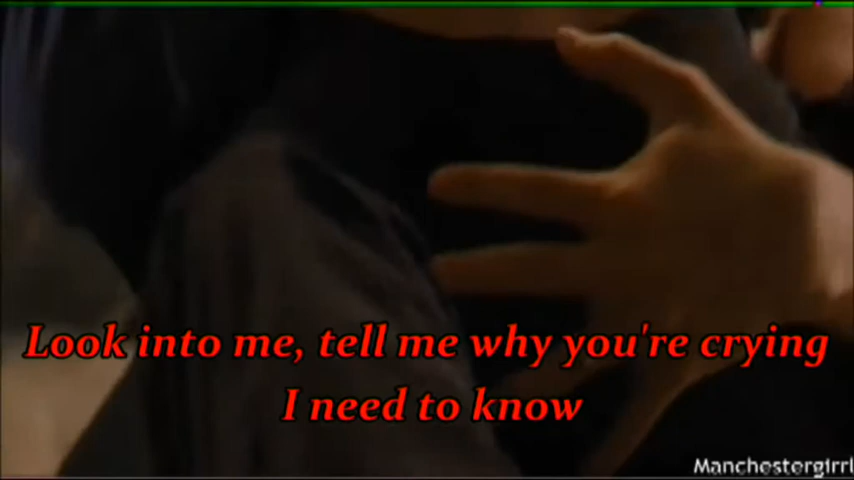 Look into me, tell me why you're crying
I need to know
Manchestergirrl